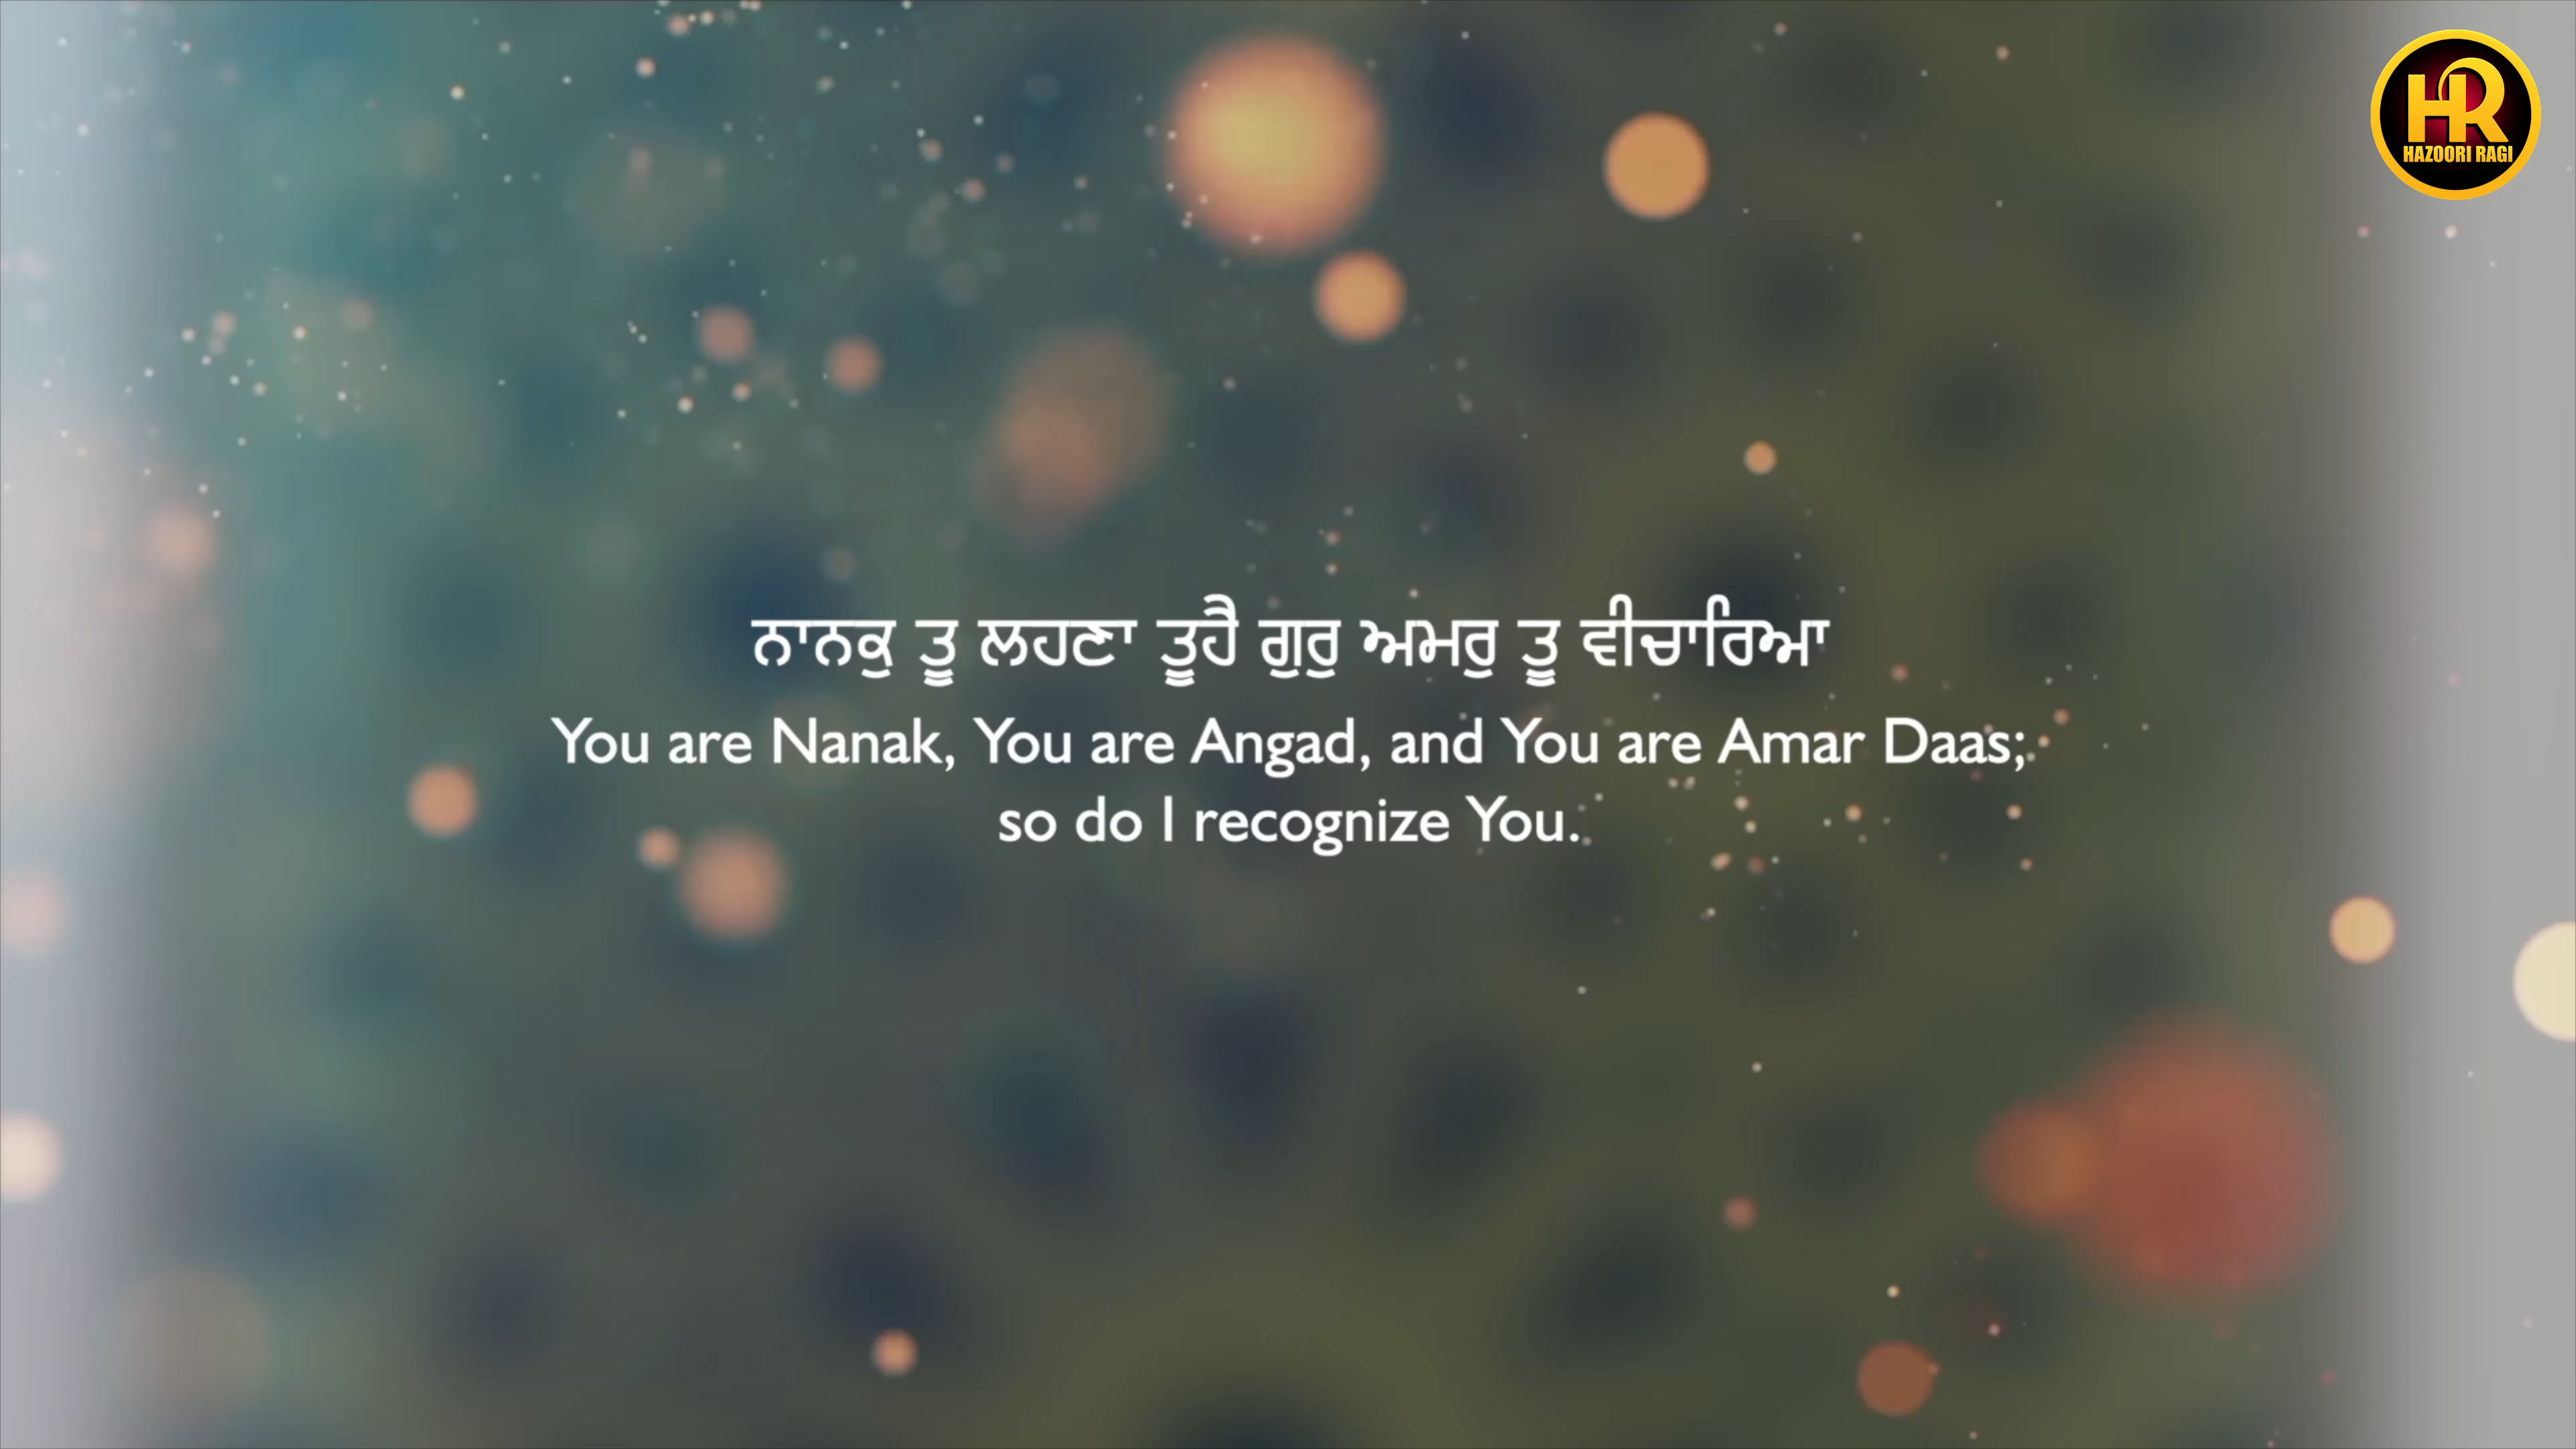 HR
HAZOORI RAGI
ਨਾਨਕੁ ਤੂ ਲਹਣਾ ਤੂਹੈ ਗੁਰੁ ਅਮਰੁ ਤੂ ਵੀਚਾਰਿਆ
You are Nanak, You are Angad, and You are Amar Daas;
so do I recognize You.